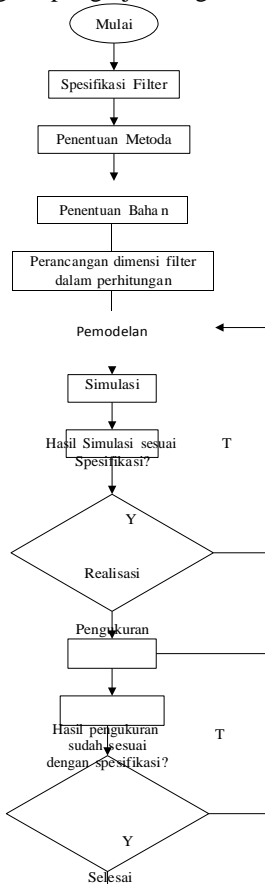 Mulai
Spesifikasi Filter
Penentuan Metoda
Penentuan Bahan
Perancangan dimensi filter
dalam perhitungan
Pemodelan
Simulasi
Hasil Simulasi sesuai
Spesifikasi?
T
Y
Realisasi
Pengukuran
Hasil pengukuran
sudah sesuai
dengan spesifikasi?
T
Y
Selesai